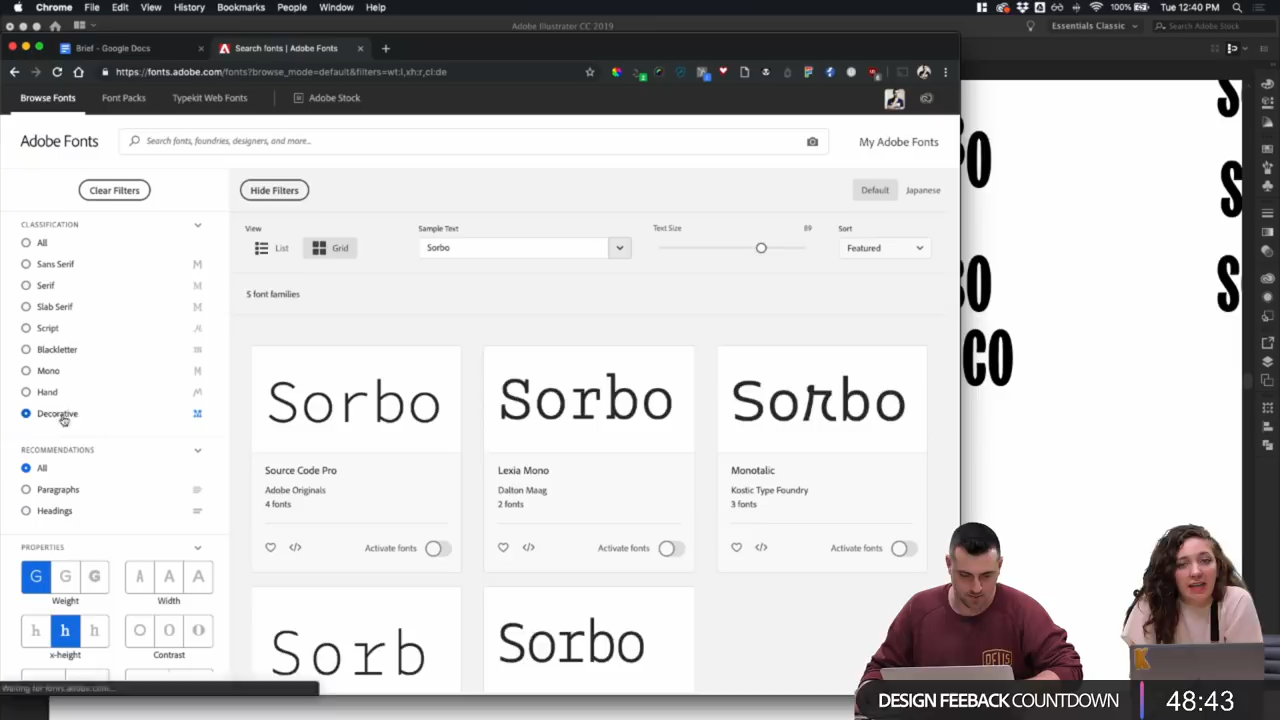 Chrome File Edit View History Bookmarks People Window Help
100% Tue 12:40 PM
Adobe Illustrator CC 2019
Essentials Classic
Search Adobe Stock
Brief - Google Docs
Search fonts | Adobe Fonts
https://fonts.adobe.com/fonts?browse_mode=default&filters=wt:l,xh:r,cl:de
Browse Fonts Font Packs Typekit Web Fonts Adobe Stock
Adobe Fonts
Search fonts, foundries, designers, and more...
My Adobe Fonts
Clear Filters
Hide Filters
Default Japanese
CLASSIFICATION
All
Sans Serif M
Serif M
Slab Serif M
Script M
Blackletter
Mono M
Hand M
Decorative
RECOMMENDATIONS
All
Paragraphs
Headings
PROPERTIES
G G G
Weight
A A A
Width
h h h
x-height
O O O
Contrast
View
List Grid
Sample Text
Sorbo
Text Size 89
Sort
Featured
5 font families
Sorbo
Source Code Pro
Adobe Originals
4 fonts
Activate fonts
Sorbo
Lexia Mono
Dalton Maag
2 fonts
Activate fonts
Sorbo
Monotalic
Kostic Type Foundry
3 fonts
Activate fonts
Sorb
Sorbo
Waiting for fonts.adobe.com...
S
O
S
O
S
CO
DEUS
K
DESIGN FEEBACK COUNTDOWN 48:43